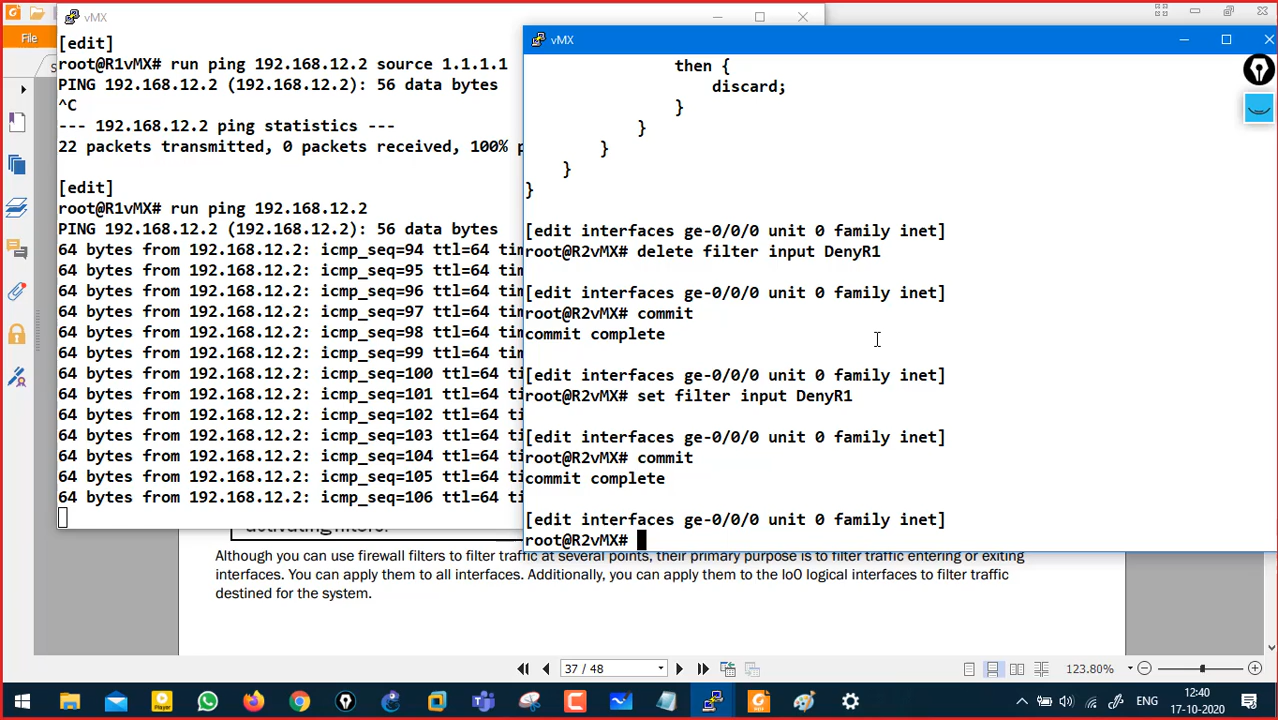 vMX
File
[edit]
root@R1vMX# run ping 192.168.12.2 source 1.1.1.1
PING 192.168.12.2 (192.168.12.2): 56 data bytes
^C
--- 192.168.12.2 ping statistics ---
22 packets transmitted, 0 packets received, 100%
[edit]
root@R1vMX# run ping 192.168.12.2
PING 192.168.12.2 (192.168.12.2): 56 data bytes
64 bytes from 192.168.12.2: icmp_seq=94 ttl=64
64 bytes from 192.168.12.2: icmp_seq=95 ttl=64
64 bytes from 192.168.12.2: icmp_seq=96 ttl=64
64 bytes from 192.168.12.2: icmp_seq=97 ttl=64
64 bytes from 192.168.12.2: icmp_seq=98 ttl=64
64 bytes from 192.168.12.2: icmp_seq=99 ttl=64
64 bytes from 192.168.12.2: icmp_seq=100 ttl=64
64 bytes from 192.168.12.2: icmp_seq=101 ttl=64
64 bytes from 192.168.12.2: icmp_seq=102 ttl=64
64 bytes from 192.168.12.2: icmp_seq=103 ttl=64
64 bytes from 192.168.12.2: icmp_seq=104 ttl=64
64 bytes from 192.168.12.2: icmp_seq=105 ttl=64
64 bytes from 192.168.12.2: icmp_seq=106 ttl=64
vMX
then {
discard;
}
}
}
}
}
[edit interfaces ge-0/0/0 unit 0 family inet]
root@R2vMX# delete filter input DenyR1
[edit interfaces ge-0/0/0 unit 0 family inet]
root@R2vMX# commit
commit complete
[edit interfaces ge-0/0/0 unit 0 family inet]
root@R2vMX# set filter input DenyR1
[edit interfaces ge-0/0/0 unit 0 family inet]
root@R2vMX# commit
commit complete
[edit interfaces ge-0/0/0 unit 0 family inet]
root@R2vMX#
activating filters.
Although you can use firewall filters to filter traffic at several points, their primary purpose is to filter traffic entering or exiting
interfaces. You can apply them to all interfaces. Additionally, you can apply them to the lo0 logical interfaces to filter traffic
destined for the system.
37 / 48
123.80%
ENG
12:40
17-10-2020